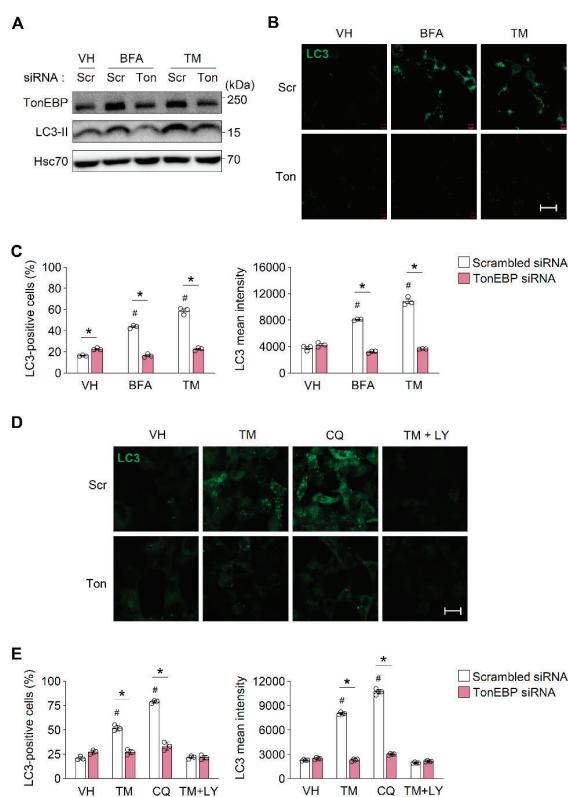 A
VH BFA TM
siRNA : Scr Scr Ton Scr Ton (kDa)
TonEBP 250
LC3-II 15
Hsc70 70
B
VH BFA TM
LC3
Scr
Ton
C
LC3-positive cells (%)
100
80
60
40
20
0
* # * # *
VH BFA TM
LC3 mean intensity
16000
12000
8000
4000
0
# * # *
VH BFA TM
Scrambled siRNA
TonEBP siRNA
D
VH TM CQ TM + LY
LC3
Scr
Ton
E
LC3-positive cells (%)
100
75
50
25
0
# * # *
VH TM CQ TM+LY
LC3 mean intensity
12000
9000
6000
3000
0
# * # *
VH TM CQ TM+LY
Scrambled siRNA
TonEBP siRNA